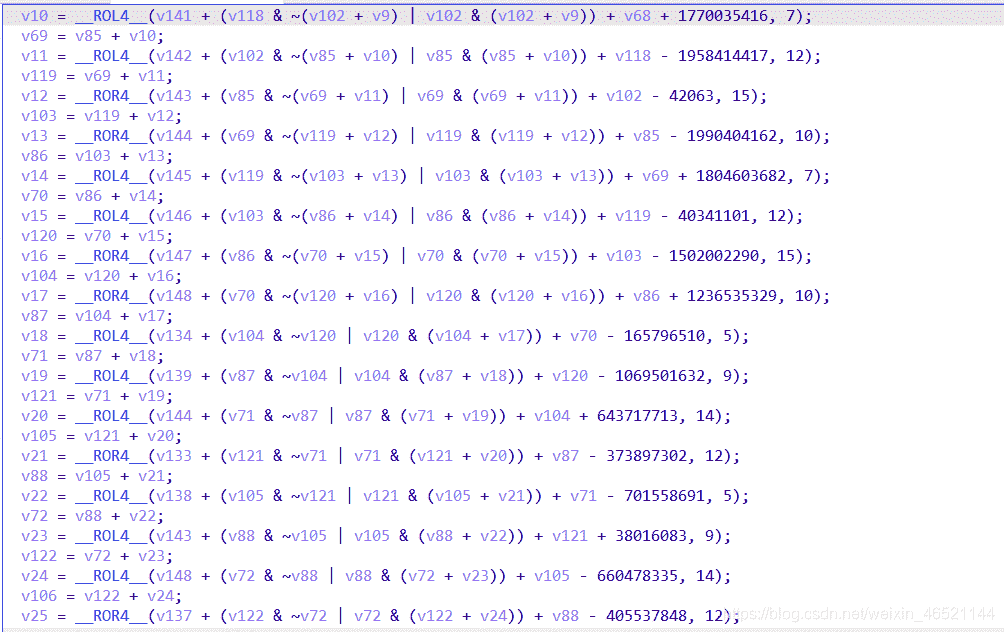 v10 = __ROL4__(v141 + (v118 & ~(v102 + v9) | v102 & (v102 + v9)) + v68 + 1770035416, 7);
v69 = v85 + v10;
v11 = __ROL4__(v142 + (v102 & ~(v85 + v10) | v85 & (v85 + v10)) + v118 - 1958414417, 12);
v119 = v69 + v11;
v12 = __ROR4__(v143 + (v85 & ~(v69 + v11) | v69 & (v69 + v11)) + v102 - 42063, 15);
v103 = v119 + v12;
v13 = __ROR4__(v144 + (v69 & ~(v119 + v12) | v119 & (v119 + v12)) + v85 - 1990404162, 10);
v86 = v103 + v13;
v14 = __ROL4__(v145 + (v119 & ~(v103 + v13) | v103 & (v103 + v13)) + v69 + 1804603682, 7);
v70 = v86 + v14;
v15 = __ROL4__(v146 + (v103 & ~(v86 + v14) | v86 & (v86 + v14)) + v119 - 40341101, 12);
v120 = v70 + v15;
v16 = __ROR4__(v147 + (v86 & ~(v70 + v15) | v70 & (v70 + v15)) + v103 - 1502002290, 15);
v104 = v120 + v16;
v17 = __ROR4__(v148 + (v70 & ~(v120 + v16) | v120 & (v120 + v16)) + v86 + 1236535329, 10);
v87 = v104 + v17;
v18 = __ROL4__(v134 + (v104 & ~v120 | v120 & (v104 + v17)) + v70 - 165796510, 5);
v71 = v87 + v18;
v19 = __ROL4__(v139 + (v87 & ~v104 | v104 & (v87 + v18)) + v120 - 1069501632, 9);
v121 = v71 + v19;
v20 = __ROL4__(v144 + (v71 & ~v87 | v87 & (v71 + v19)) + v104 + 643717713, 14);
v105 = v121 + v20;
v21 = __ROR4__(v133 + (v121 & ~v71 | v71 & (v121 + v20)) + v87 - 373897302, 12);
v88 = v105 + v21;
v22 = __ROL4__(v138 + (v105 & ~v121 | v121 & (v105 + v21)) + v71 - 701558691, 5);
v72 = v88 + v22;
v23 = __ROL4__(v143 + (v88 & ~v105 | v105 & (v88 + v22)) + v121 + 38016083, 9);
v122 = v72 + v23;
v24 = __ROL4__(v148 + (v72 & ~v88 | v88 & (v72 + v23)) + v105 - 660478335, 14);
v106 = v122 + v24;
v25 = __ROR4__(v137 + (v122 & ~v72 | v72 & (v122 + v24)) + v88 - 405537848, 12);
https://blog.csdn.net/weixin_46521144